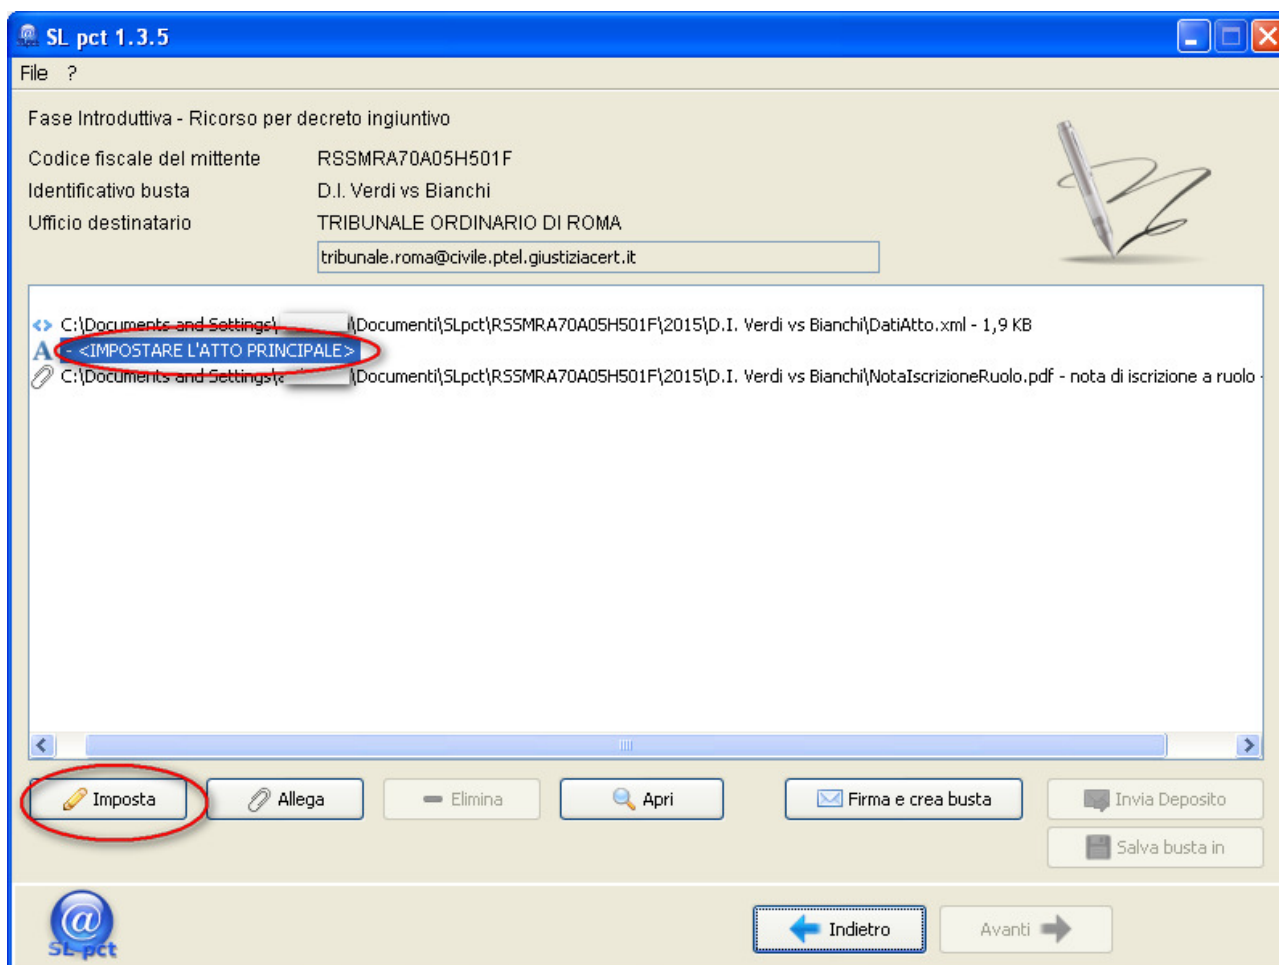 SL pct 1.3.5
File ?
Fase Introduttiva - Ricorso per decreto ingiuntivo
Codice fiscale del mittente RSSMRA70A05H501F
Identificativo busta D.I. Verdi vs Bianchi
Ufficio destinatario TRIBUNALE ORDINARIO DI ROMA
tribunale.roma@civile.ptel.giustiziacert.it
<> C:\Documents and Settings\ \Documenti\SLpct\RSSMRA70A05H501F\2015\D.I. Verdi vs Bianchi\DatiAtto.xml - 1,9 KB
A - <IMPOSTARE L'ATTO PRINCIPALE>
C:\Documents and Settings\ \Documenti\SLpct\RSSMRA70A05H501F\2015\D.I. Verdi vs Bianchi\NotaIscrizioneRuolo.pdf - nota di iscrizione a ruolo -
Imposta Allega Elimina Apri Firma e crea busta Invia Deposito
Salva busta in
@ SL pct
Indietro Avanti